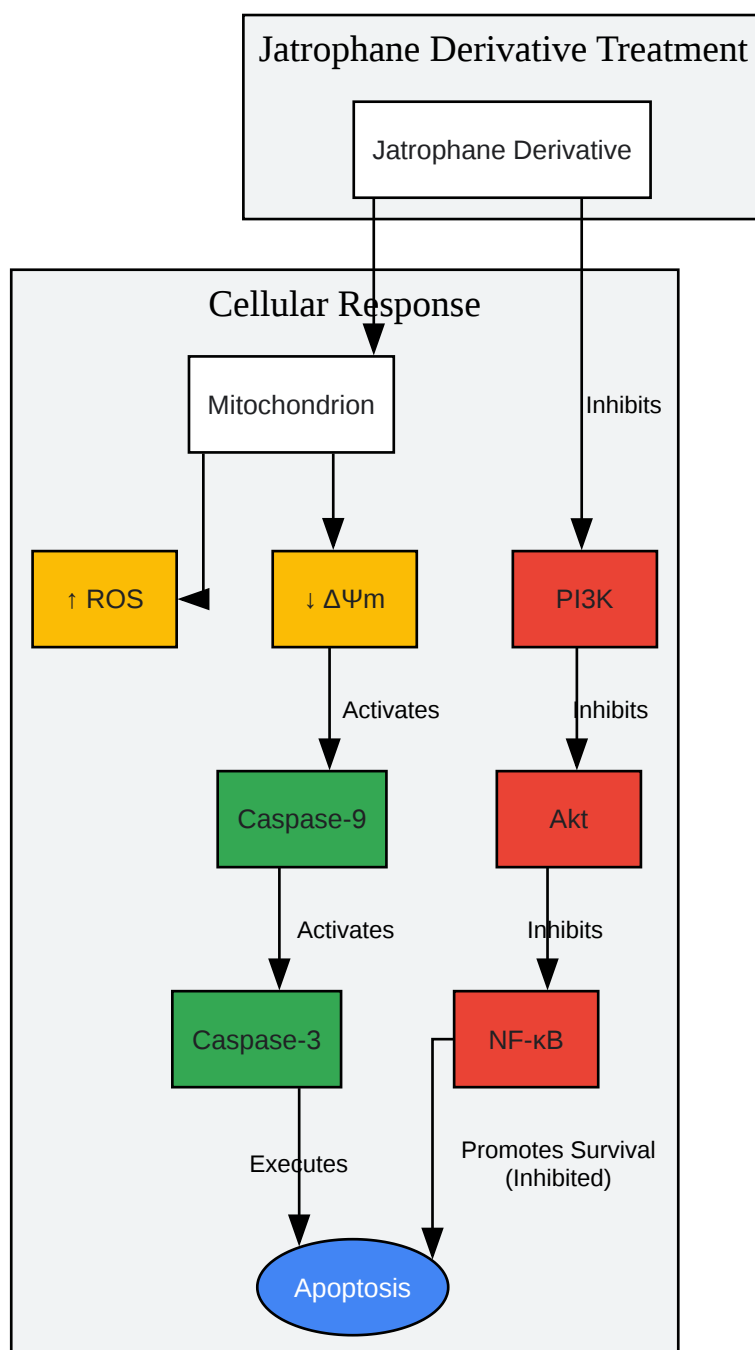 Jatrophane Derivative Treatment
Jatrophane Derivative
Cellular Response
Mitochondrion
Inhibits
↑ ROS
↓ ΔΨm
PI3K
Activates
Inhibits
Caspase-9
Akt
Activates
Inhibits
Caspase-3
NF-κB
Executes
Promotes Survival
(Inhibited)
Apoptosis